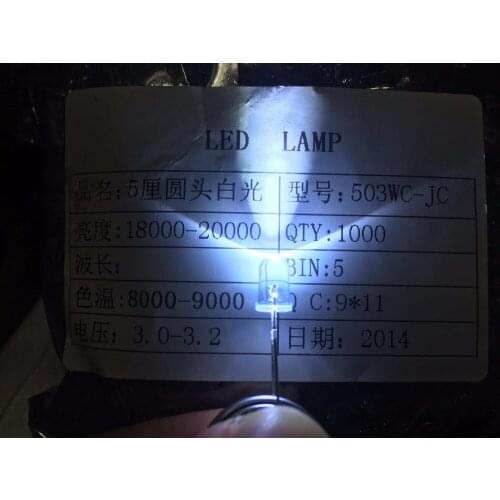 LED LAMP
品名:5厘圆头白光 型号:503WC-JC
亮度:18000-20000 QTY:1000
波长: BIN:5
色温:8000-9000 Q C:9*11
电压: 3.0-3.2 日期: 2014